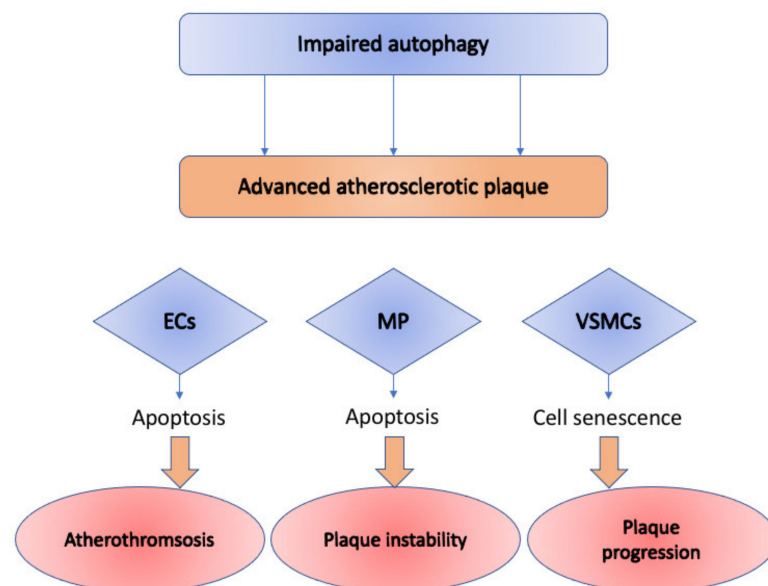 Impaired autophagy
Advanced atherosclerotic plaque
ECs
MP
VSMCs
Apoptosis
Apoptosis
Cell senescence
Atherothromsosis
Plaque instability
Plaque
progression